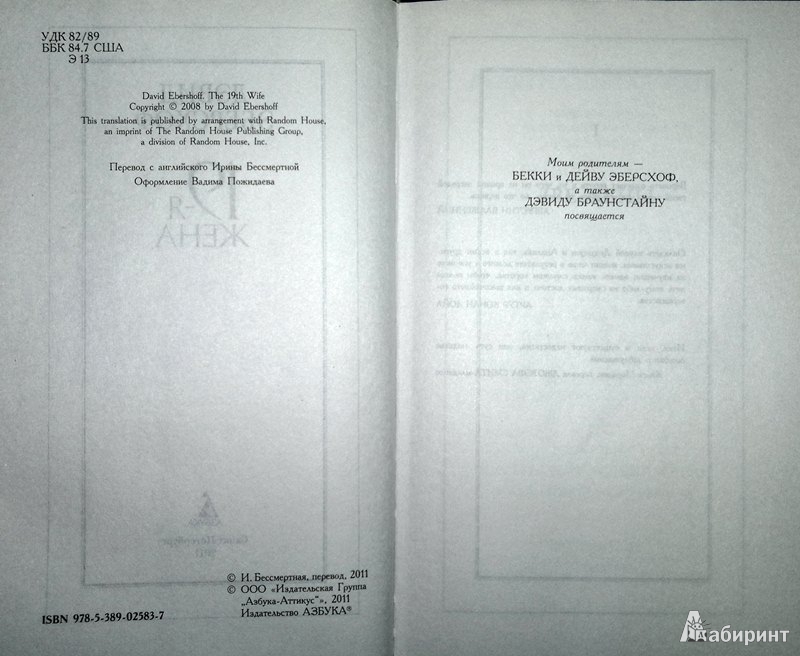 УДК 82/89
ББК 84.7 США
Э 13
David Ebershoff. The 19th Wife
Copyright © 2008 by David Ebershoff
This translation is published by arrangement with Random House,
an imprint of The Random House Publishing Group,
a division of Random House, Inc.
Перевод с английского Ирины Бессмертной
Оформление Вадима Пожидаева
19
-я
ЖЕНА
© И. Бессмертная, перевод, 2011
© ООО «Издательская Группа
„Азбука-Аттикус“», 2011
Издательство АЗБУКА®
ISBN 978-5-389-02583-7
Моим родителям —
БЕККИ и ДЕЙВУ ЭБЕРСХОФ,
а также
ДЭВИДУ БРАУНСТАЙНУ
посвящается
Лабиринт